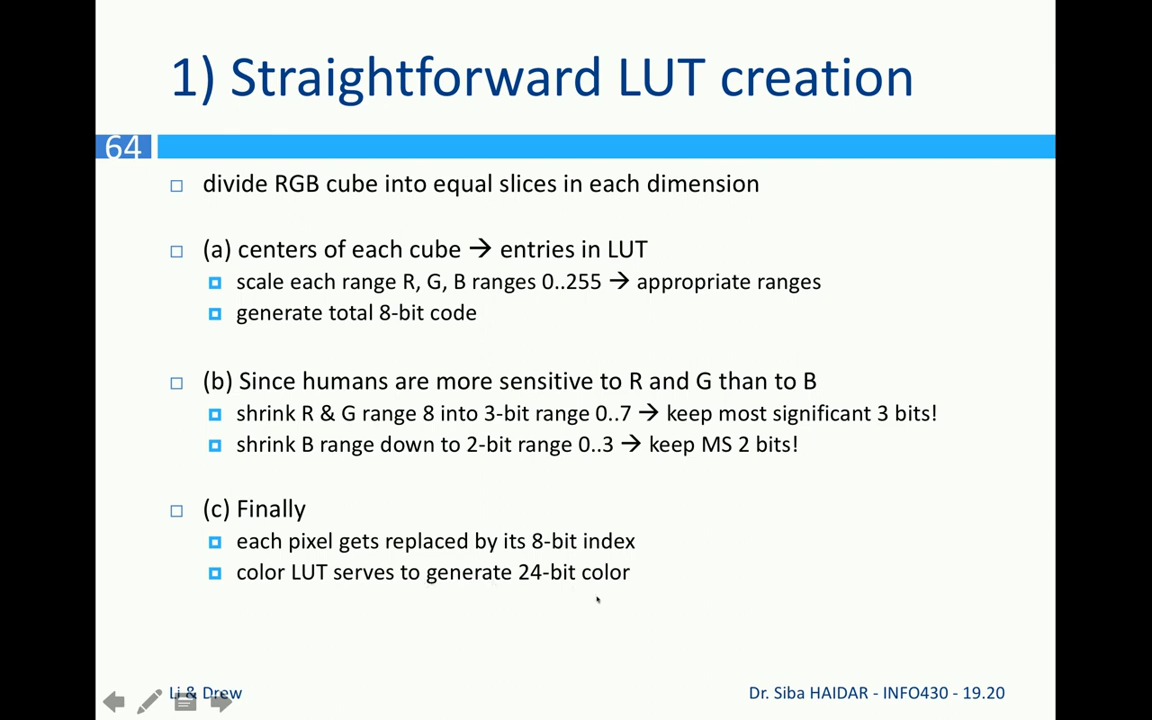 1) Straightforward LUT creation
64
divide RGB cube into equal slices in each dimension
(a) centers of each cube → entries in LUT
scale each range R, G, B ranges 0..255 → appropriate ranges
generate total 8-bit code
(b) Since humans are more sensitive to R and G than to B
shrink R & G range 8 into 3-bit range 0..7 → keep most significant 3 bits!
shrink B range down to 2-bit range 0..3 → keep MS 2 bits!
(c) Finally
each pixel gets replaced by its 8-bit index
color LUT serves to generate 24-bit color
Li & Drew
Dr. Siba HAIDAR - INFO430 - 19.20